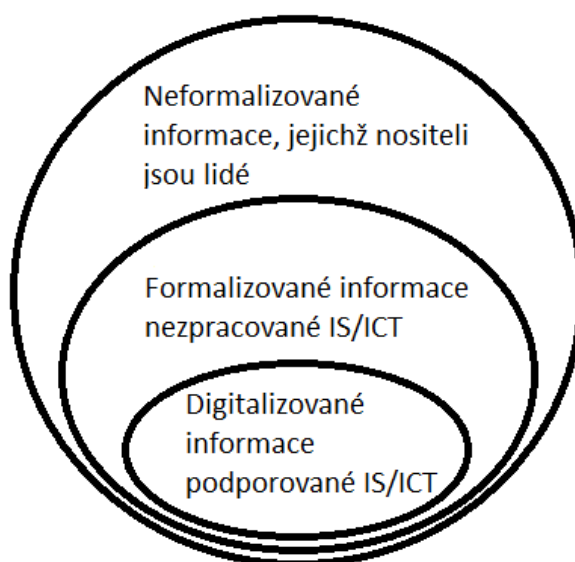 Neformalizované
informace, jejichž nositeli
jsou lidé
Formalizované informace
nezpracované IS/ICT
Digitalizované
informace
podporované IS/ICT